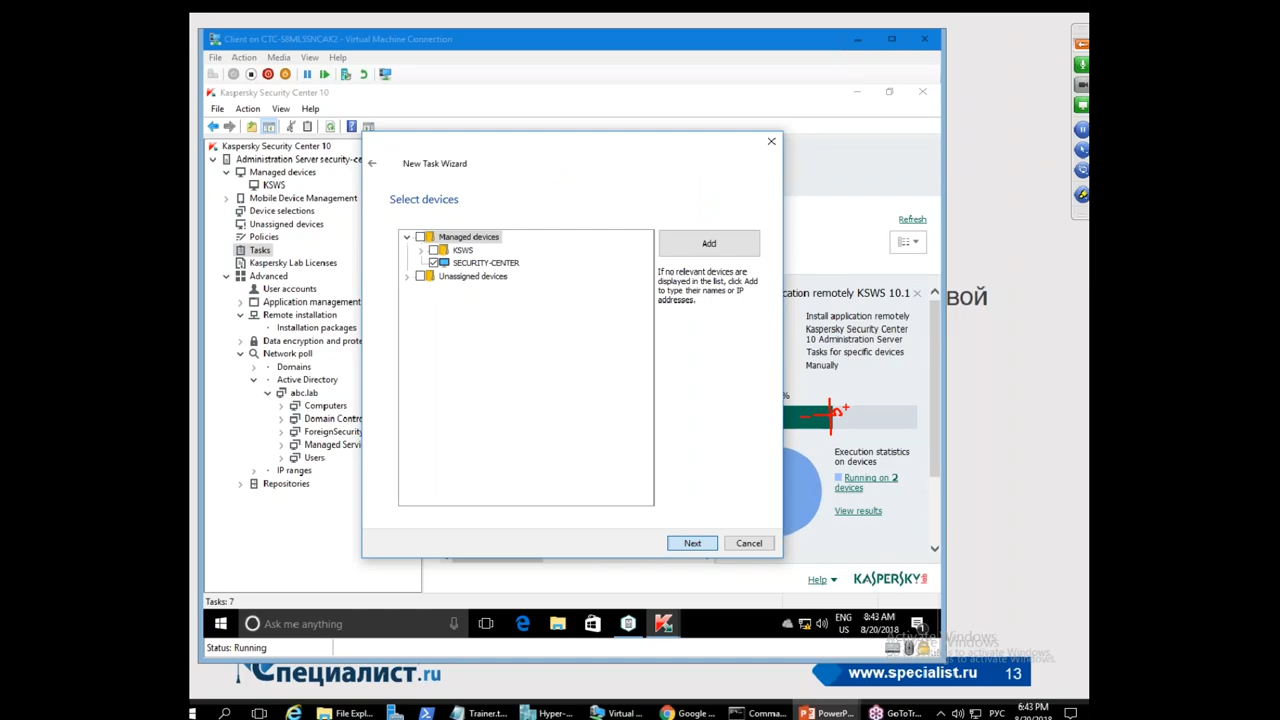 Client on CTC-S8ML3SNCAK2 - Virtual Machine Connection
File Action Media View Help
Kaspersky Security Center 10
File Action View Help
Kaspersky Security Center 10
Administration Server security-ce
Managed devices
KSWS
Mobile Device Management
Device selections
Unassigned devices
Policies
Tasks
Kaspersky Lab Licenses
Advanced
User accounts
Application management
Remote installation
Installation packages
Data encryption and prote
Network poll
Domains
Active Directory
abc.lab
Computers
Domain Contr
ForeignSecurity
Managed Servi
Users
IP ranges
Repositories
New Task Wizard
Select devices
Managed devices
KSWS
SECURITY-CENTER
Unassigned devices
Add
If no relevant devices are
displayed in the list, click Add
to type their names or IP
addresses.
Next
Cancel
Refresh
cation remotely KSWS 10.1
Install application remotely
Kaspersky Security Center
10 Administration Server
Tasks for specific devices
Manually
%
Execution statistics
on devices
Running on 2
devices
View results
Help
KASPERSKY lab
вой
Tasks: 7
Ask me anything
ENG
US
8:43 AM
8/20/2018
Status: Running
Activate Windows
Специалист.ru
www.specialist.ru
13
File Expl...
Trainer.t...
Hyper-...
Virtual ...
Google ...
Comma...
PowerP...
GoToTr...
РУС
6:43 PM
8/20/2018